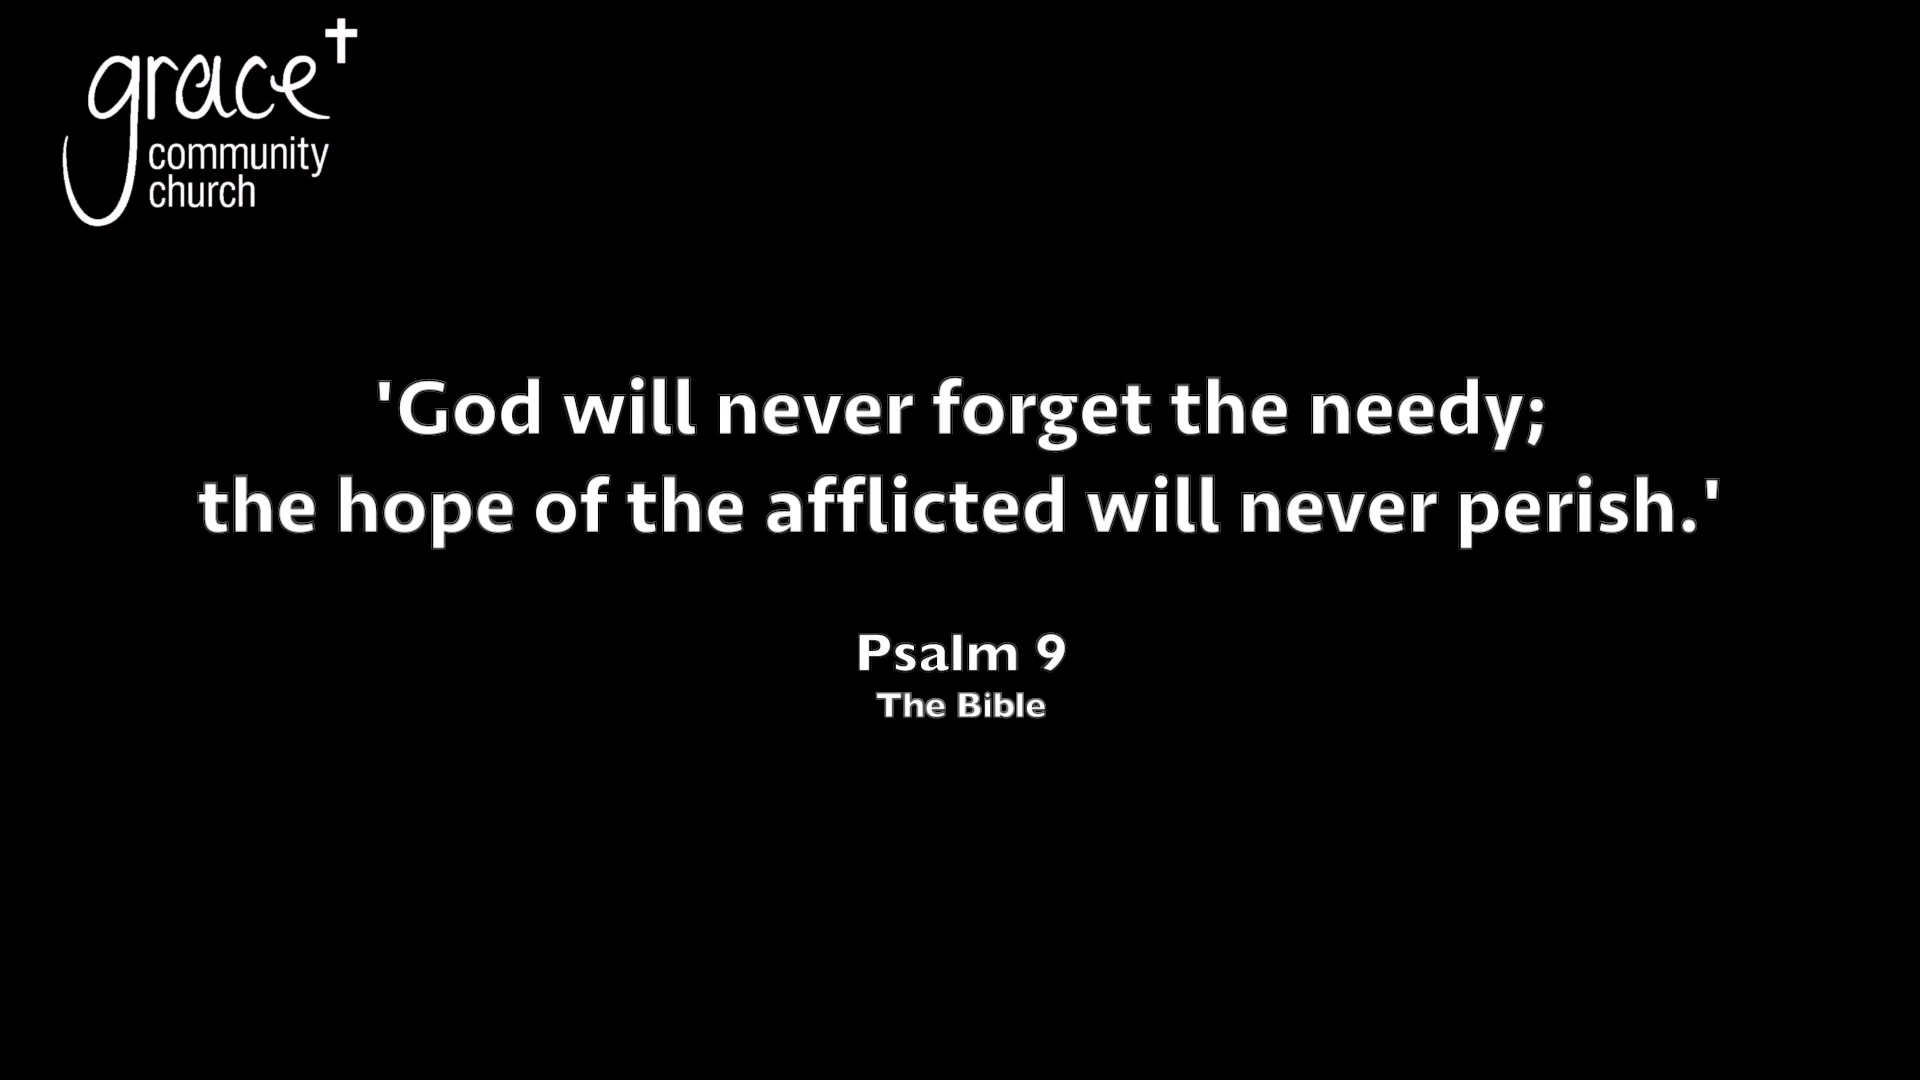 grace
community
church
'God will never forget the needy;
the hope of the afflicted will never perish.'
Psalm 9
The Bible